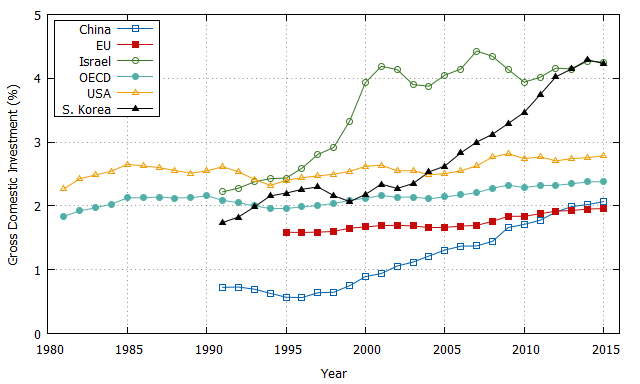 5
4
3
2
1
0
1980 1985 1990 1995 2000 2005 2010 2015
Gross Domestic Investment (%)
Year
China
EU
Israel
OECD
USA
S. Korea